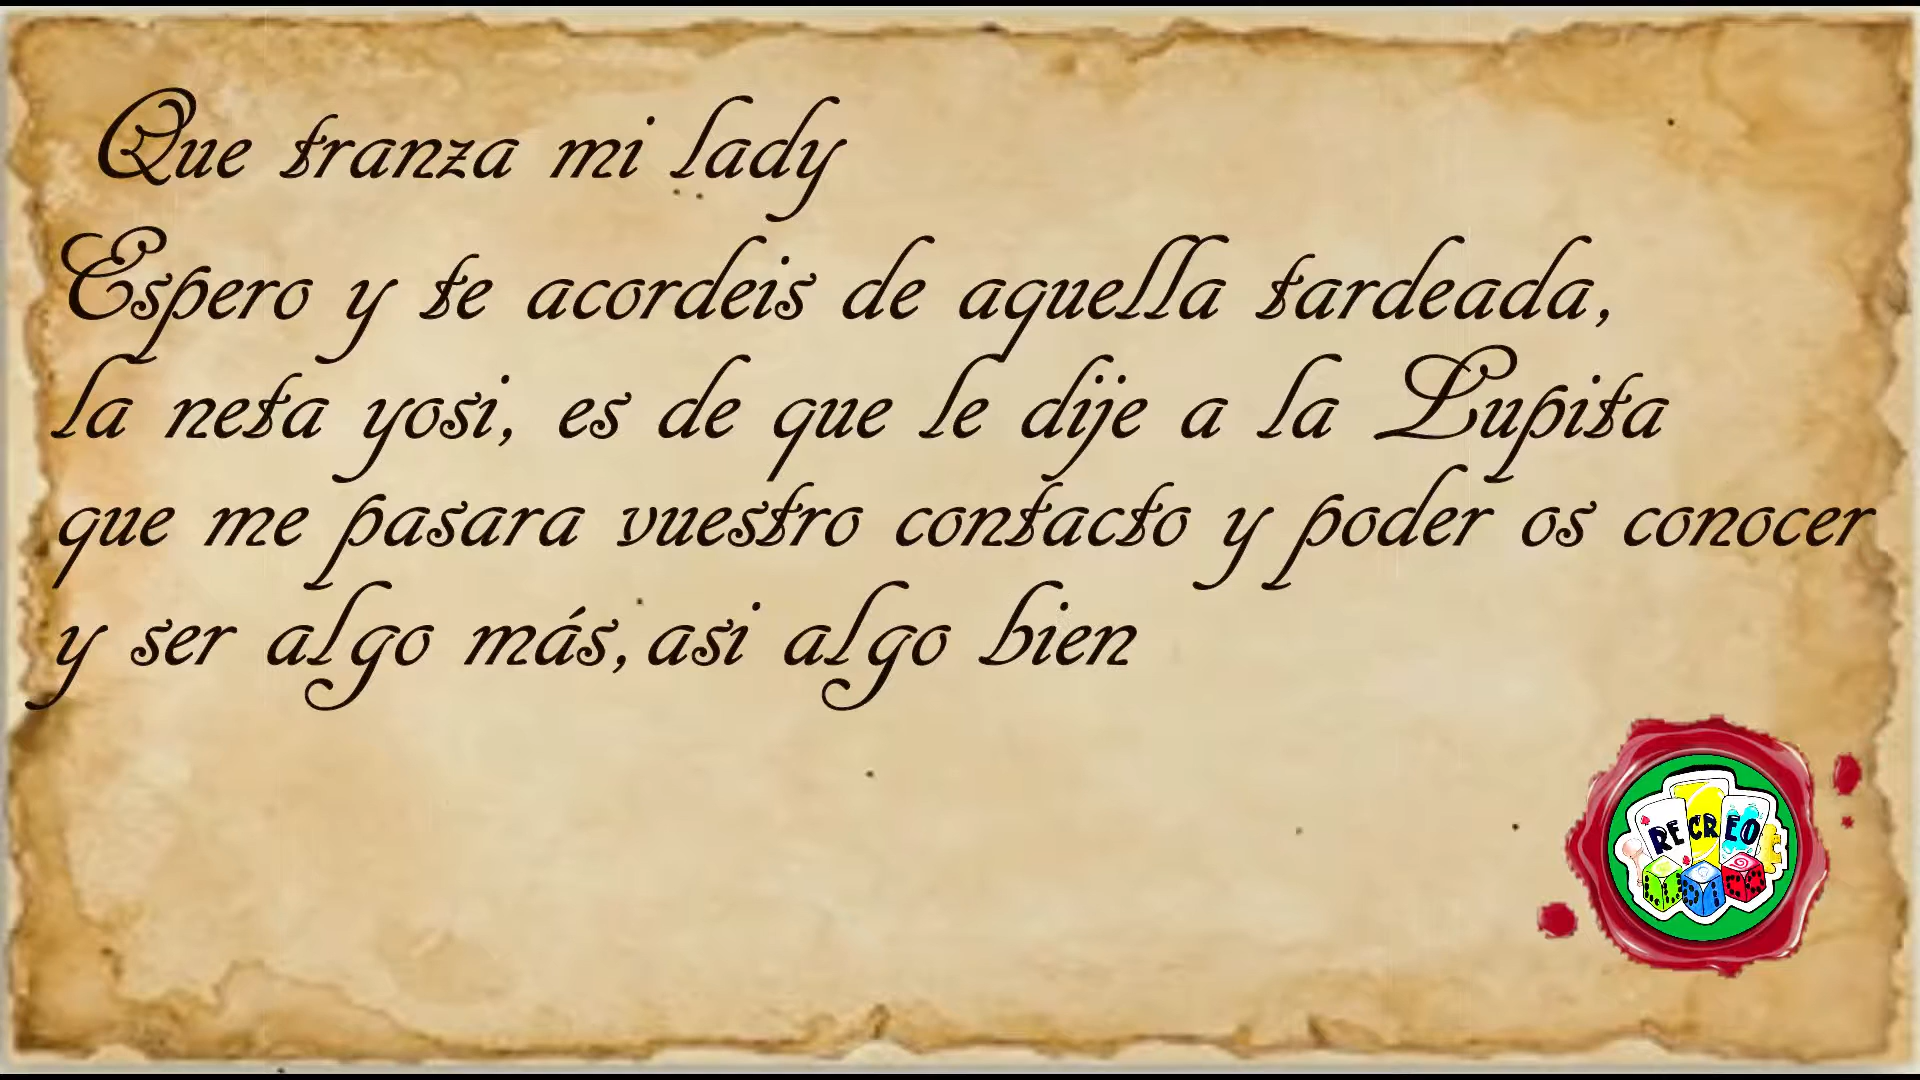 Que tranza mi lady
Espero y te acordeis de aquella tardeada,
la neta yosi, es de que le dije a la Lupita
que me pasara vuestro contacto y poder os conocer
y ser algo más, asi algo bien
RECREO